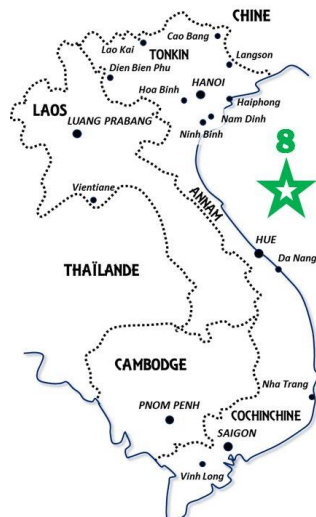 CHINE
Cao Bang
Lao Kai
TONKIN
Langson
Dien Bien Phu
HANOI
Hoa Binh
Haiphong
LAOS
Nam Dinh
LUANG PRABANG
Ninh Binh
8
ANNAM
Vientiane
HUE
Da Nang
THAÏLANDE
CAMBODGE
Nha Trang
PNOM PENH
COCHINCHINE
SAIGON
Vinh Long